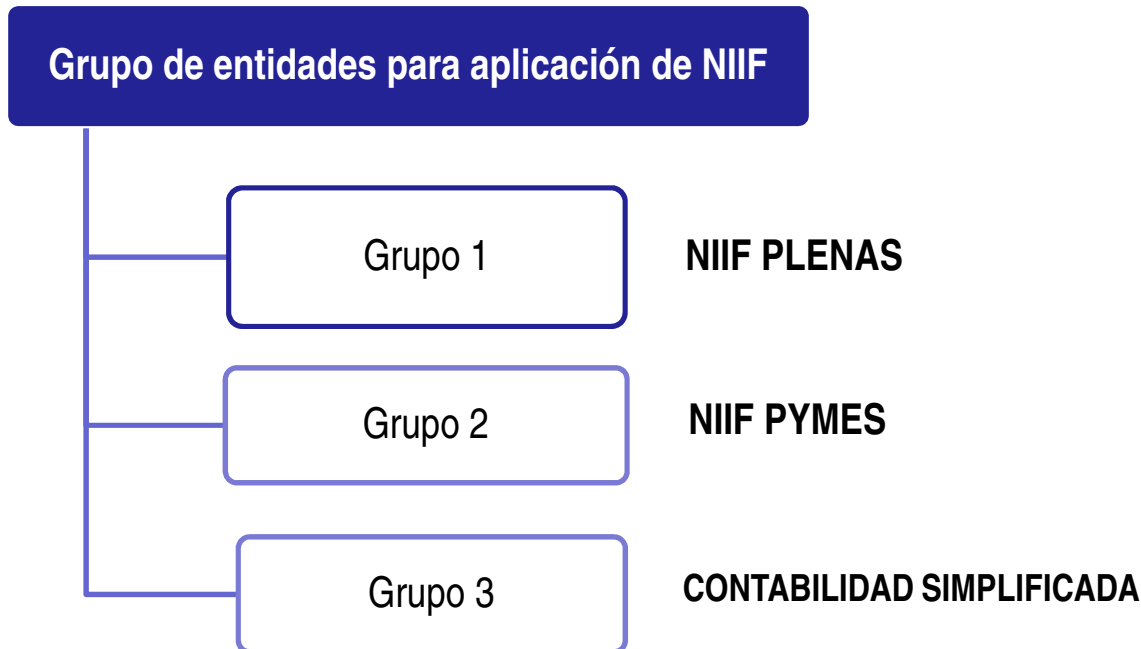 Grupo de entidades para aplicación de NIIF
Grupo 1
NIIF PLENAS
Grupo 2
NIIF PYMES
Grupo 3
CONTABILIDAD SIMPLIFICADA